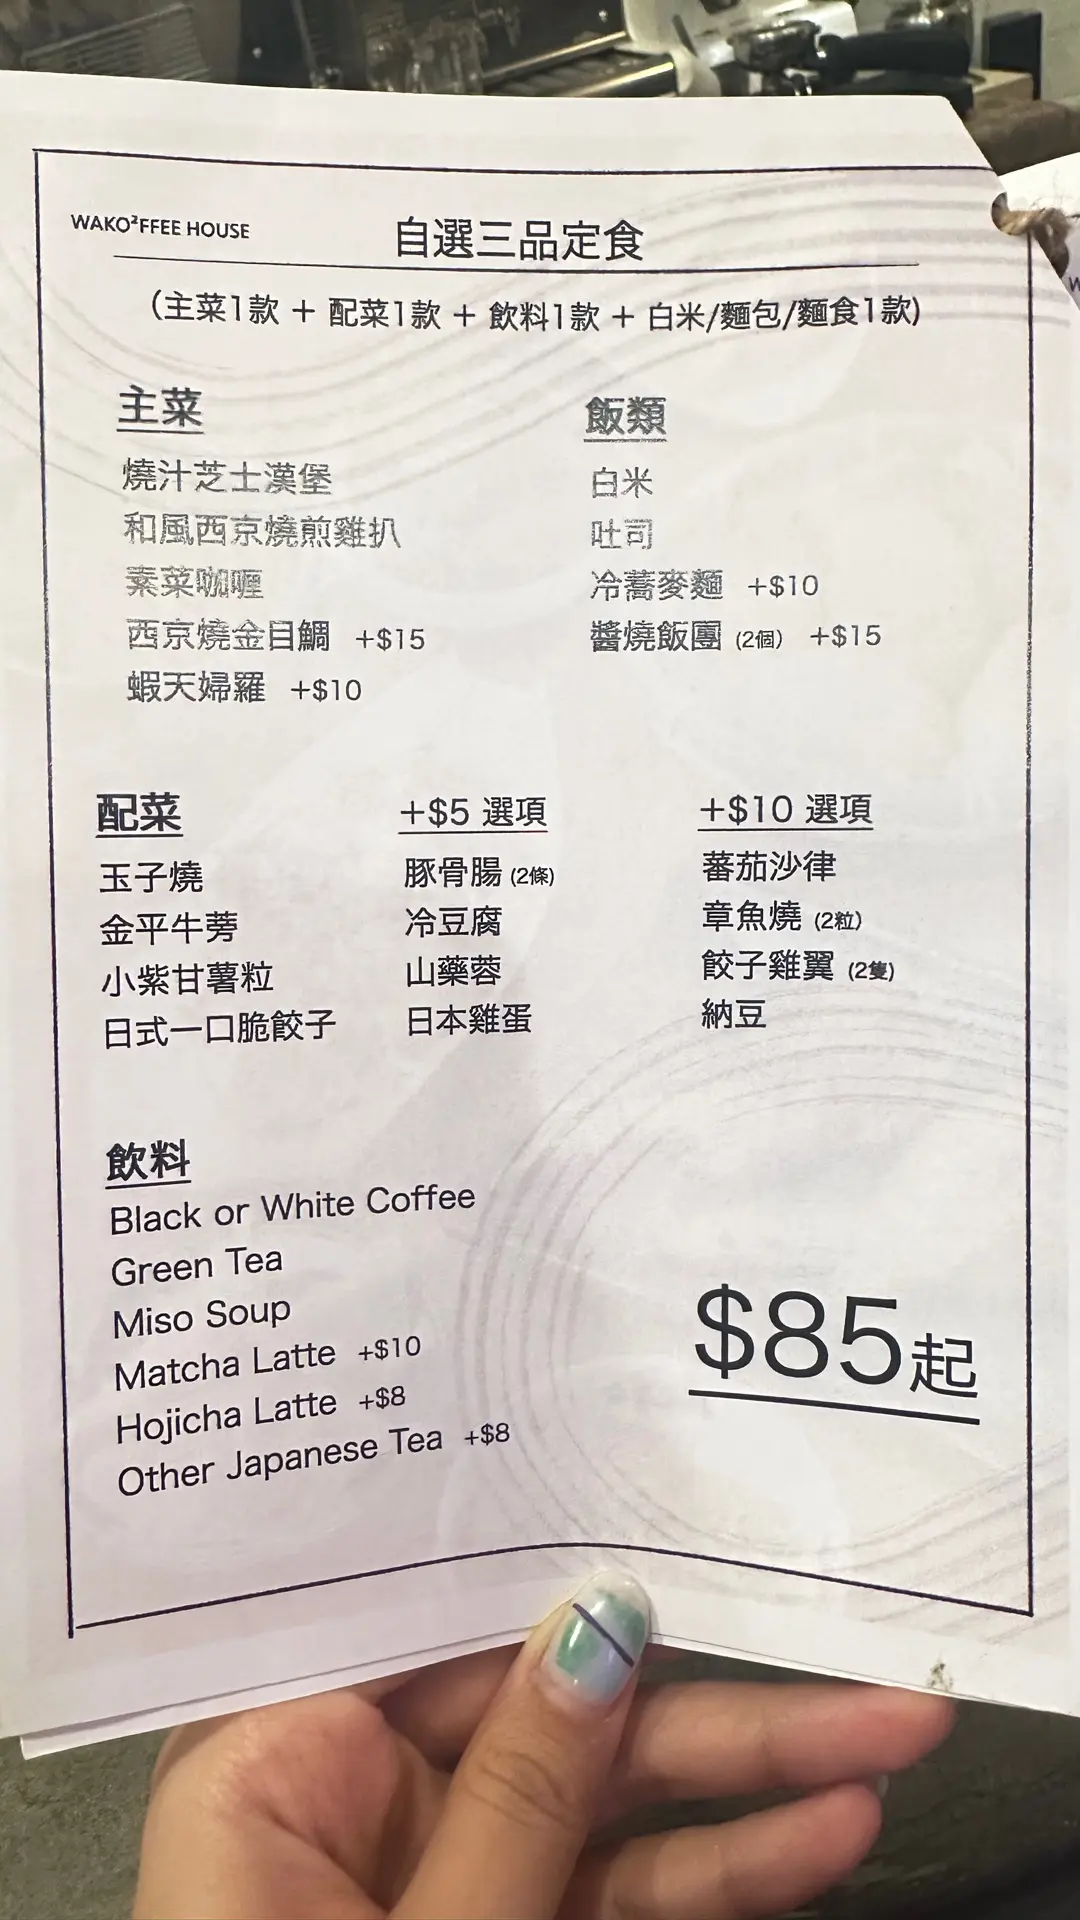 WAKO²FFEE HOUSE
自選三品定食
(主菜1款 + 配菜1款 + 飲料1款 + 白米/麵包/麵食1款)
主菜
燒汁芝士漢堡
和風西京燒煎雞扒
素菜咖喱
西京燒金目鯛 +$15
蝦天婦羅 +$10
飯類
白米
吐司
冷蕎麥麵 +$10
醬燒飯團 (2個) +$15
配菜
玉子燒
金平牛蒡
小紫甘薯粒
日式一口脆餃子
+$5 選項
豚骨腸 (2條)
冷豆腐
山藥蓉
日本雞蛋
+$10 選項
蕃茄沙律
章魚燒 (2粒)
餃子雞翼 (2隻)
納豆
飲料
Black or White Coffee
Green Tea
Miso Soup
Matcha Latte +$10
Hojicha Latte +$8
Other Japanese Tea +$8
$85起
W